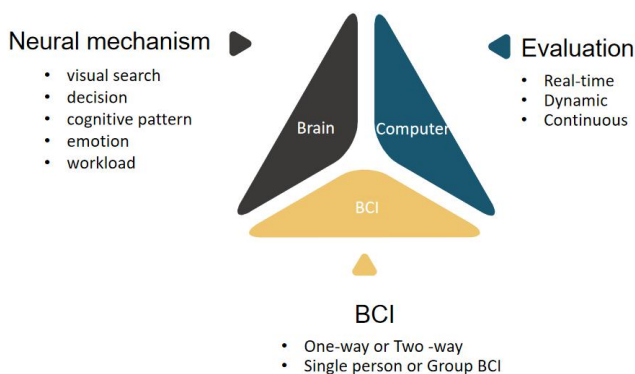 Neural mechanism
• visual search
• decision
• cognitive pattern
• emotion
• workload
Brain
Computer
BCI
Evaluation
• Real-time
• Dynamic
• Continuous
BCI
• One-way or Two -way
• Single person or Group BCI